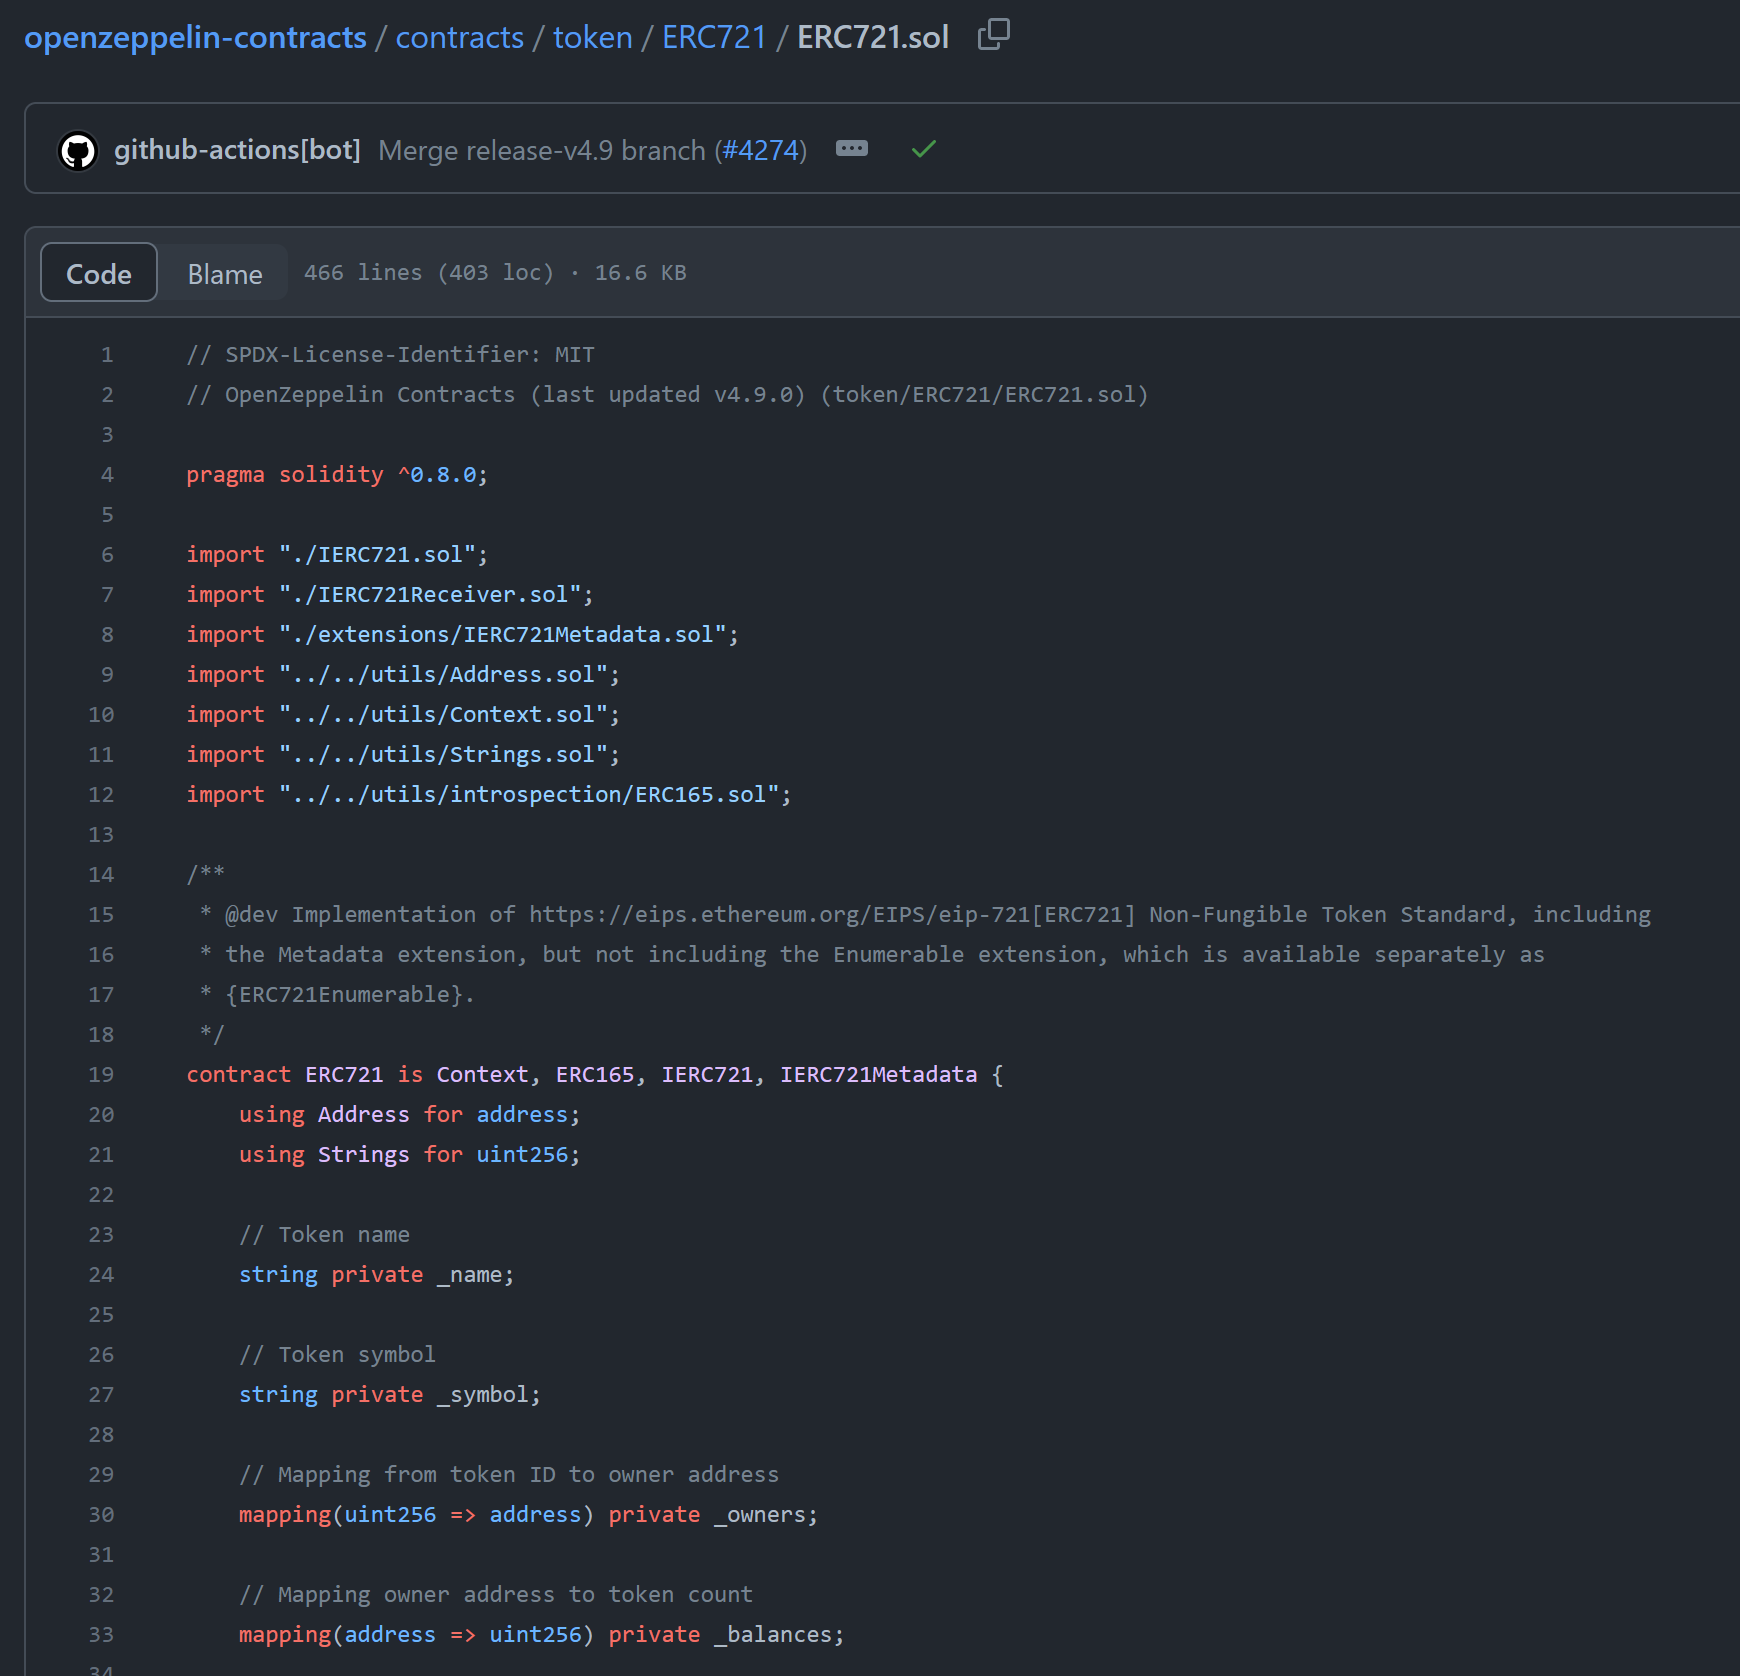 openzeppelin-contracts / contracts / token / ERC721 / ERC721.sol
github-actions[bot] Merge release-v4.9 branch (#4274)
Code Blame 466 lines (403 loc) · 16.6 KB
1 // SPDX-License-Identifier: MIT
2 // OpenZeppelin Contracts (last updated v4.9.0) (token/ERC721/ERC721.sol)
3
4 pragma solidity ^0.8.0;
5
6 import "./IERC721.sol";
7 import "./IERC721Receiver.sol";
8 import "./extensions/IERC721Metadata.sol";
9 import "../../utils/Address.sol";
10 import "../../utils/Context.sol";
11 import "../../utils/Strings.sol";
12 import "../../utils/introspection/ERC165.sol";
13
14 /**
15  * @dev Implementation of https://eips.ethereum.org/EIPS/eip-721[ERC721] Non-Fungible Token Standard, including
16  * the Metadata extension, but not including the Enumerable extension, which is available separately as
17  * {ERC721Enumerable}.
18  */
19 contract ERC721 is Context, ERC165, IERC721, IERC721Metadata {
20     using Address for address;
21     using Strings for uint256;
22
23     // Token name
24     string private _name;
25
26     // Token symbol
27     string private _symbol;
28
29     // Mapping from token ID to owner address
30     mapping(uint256 => address) private _owners;
31
32     // Mapping owner address to token count
33     mapping(address => uint256) private _balances;
34